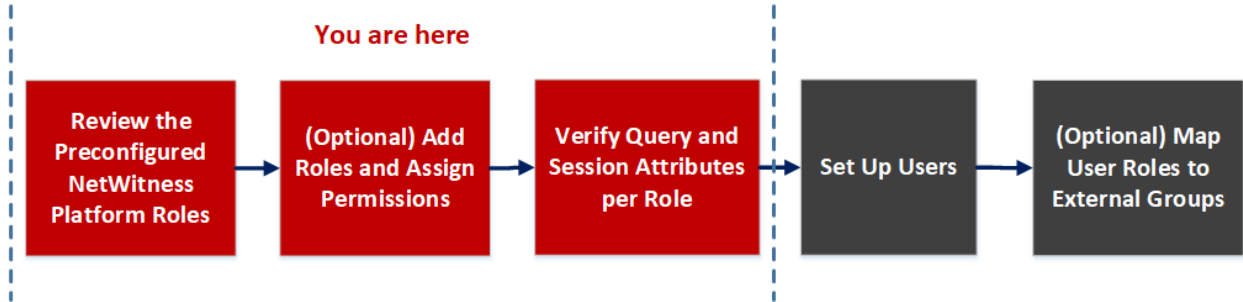 You are here
Review the
Preconfigured
NetWitness
Platform Roles
(Optional) Add
Roles and Assign
Permissions
Verify Query and
Session Attributes
per Role
Set Up Users
(Optional) Map
User Roles to
External Groups